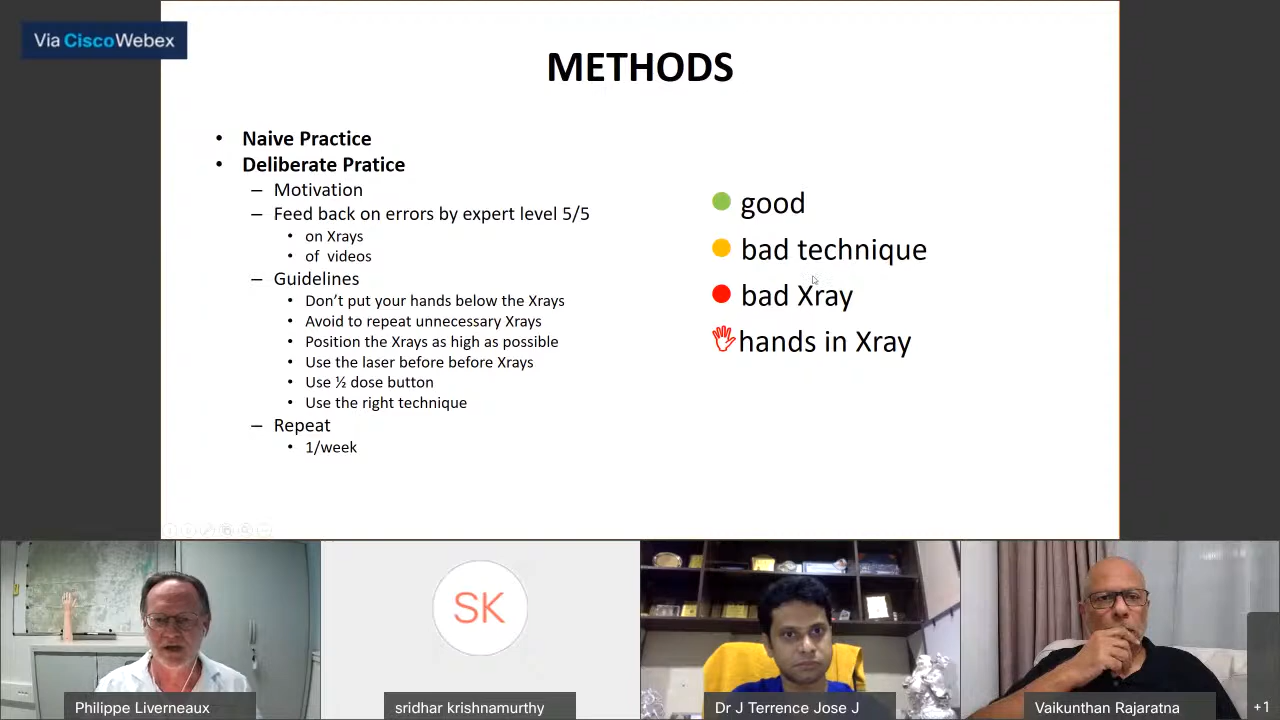 Via CiscoWebex
METHODS
• Naive Practice
• Deliberate Pratice
– Motivation
– Feed back on errors by expert level 5/5
• on Xrays
• of videos
– Guidelines
• Don't put your hands below the Xrays
• Avoid to repeat unnecessary Xrays
• Position the Xrays as high as possible
• Use the laser before before Xrays
• Use ½ dose button
• Use the right technique
– Repeat
• 1/week
good
bad technique
bad Xray
hands in Xray
SK
Philippe Liverneaux
sridhar krishnamurthy
Dr J Terrence Jose J
Vaikunthan Rajaratna
+1